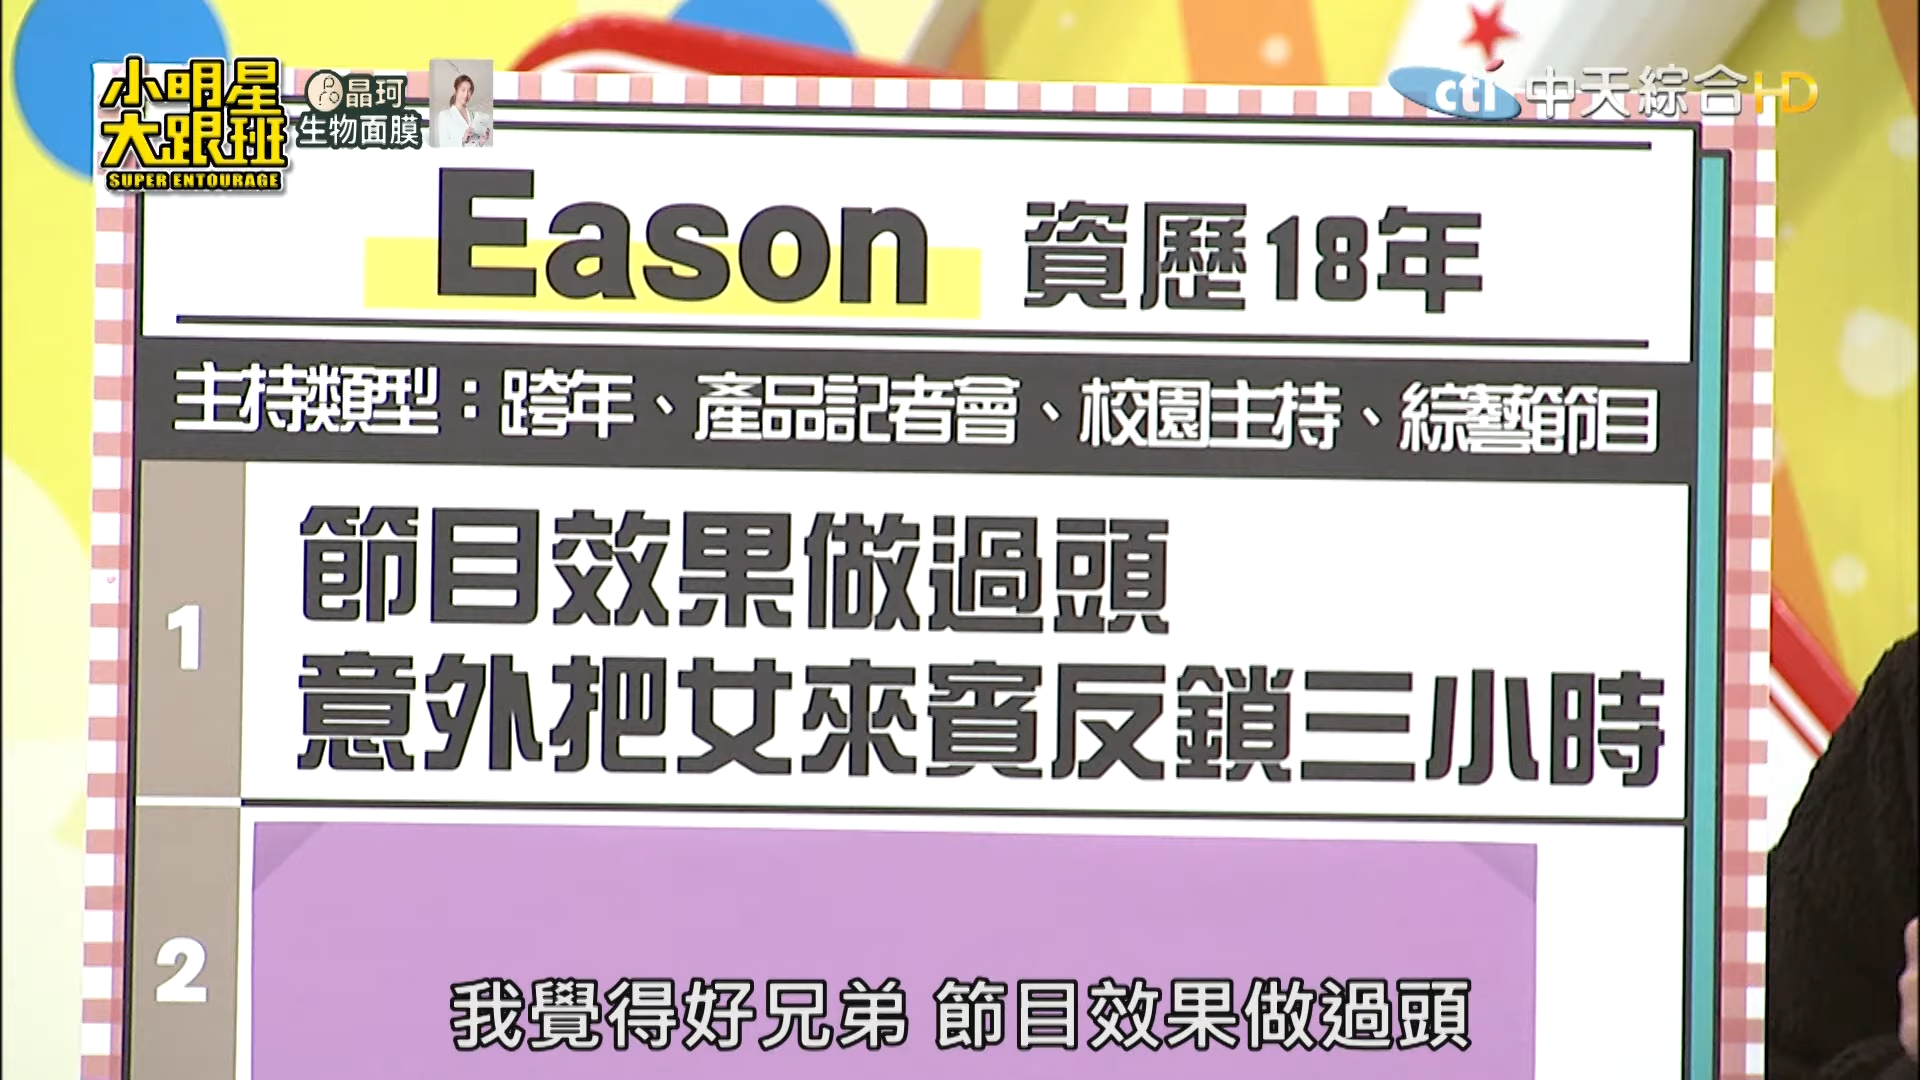 小明星
大跟班
SUPER ENTOURAGE
晶珂
生物面膜
cti 中天綜合HD
Eason 資歷18年
主持類型：跨年、產品記者會、校園主持、綜藝節目
1
節目效果做過頭
意外把女來賓反鎖三小時
2
我覺得好兄弟 節目效果做過頭